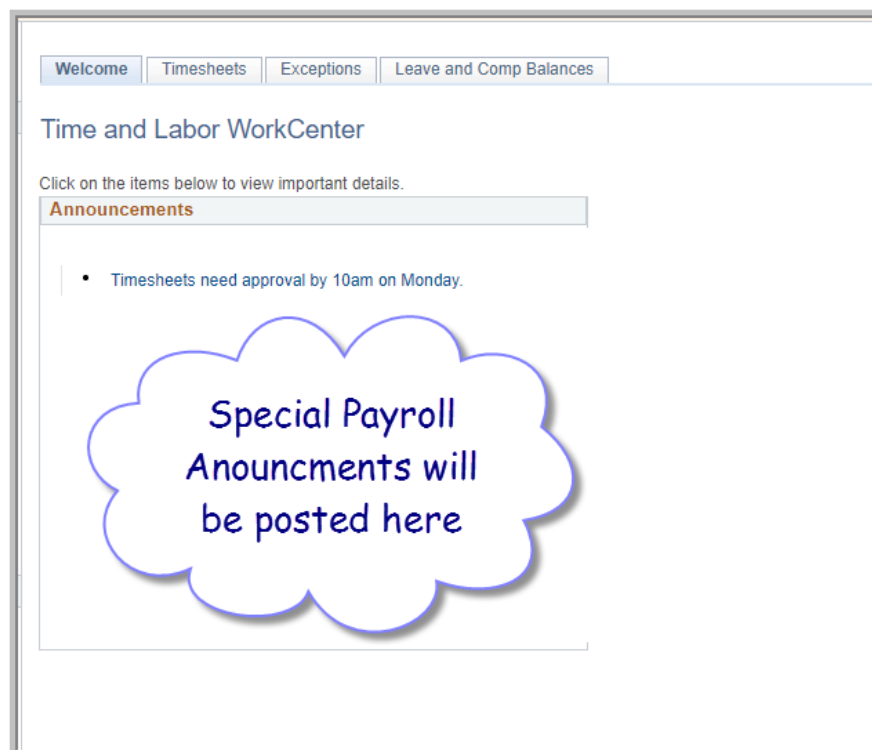 Welcome Timesheets Exceptions Leave and Comp Balances
Time and Labor WorkCenter
Click on the items below to view important details.
Announcements
• Timesheets need approval by 10am on Monday.
Special Payroll
Anouncments will
be posted here